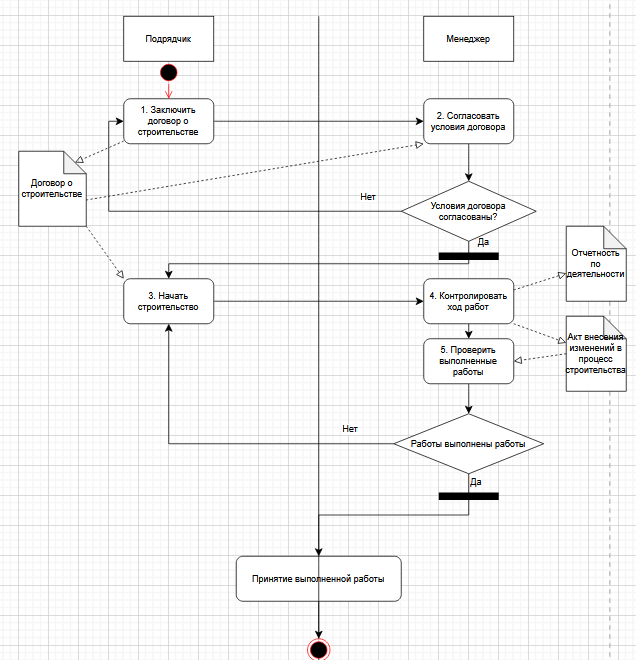 Подрядчик
Менеджер
1. Заключить
договор о
строительстве
2. Согласовать
условия договора
Договор о
строительстве
Нет
Условия договора
согласованы?
Да
Отчетность
по
деятельности
3. Начать
строительство
4. Контролировать
ход работ
Акт внесения
изменений в
процесс
строительства
5. Проверить
выполненные
работы
Нет
Работы выполнены работы
Да
Принятие выполненной работы